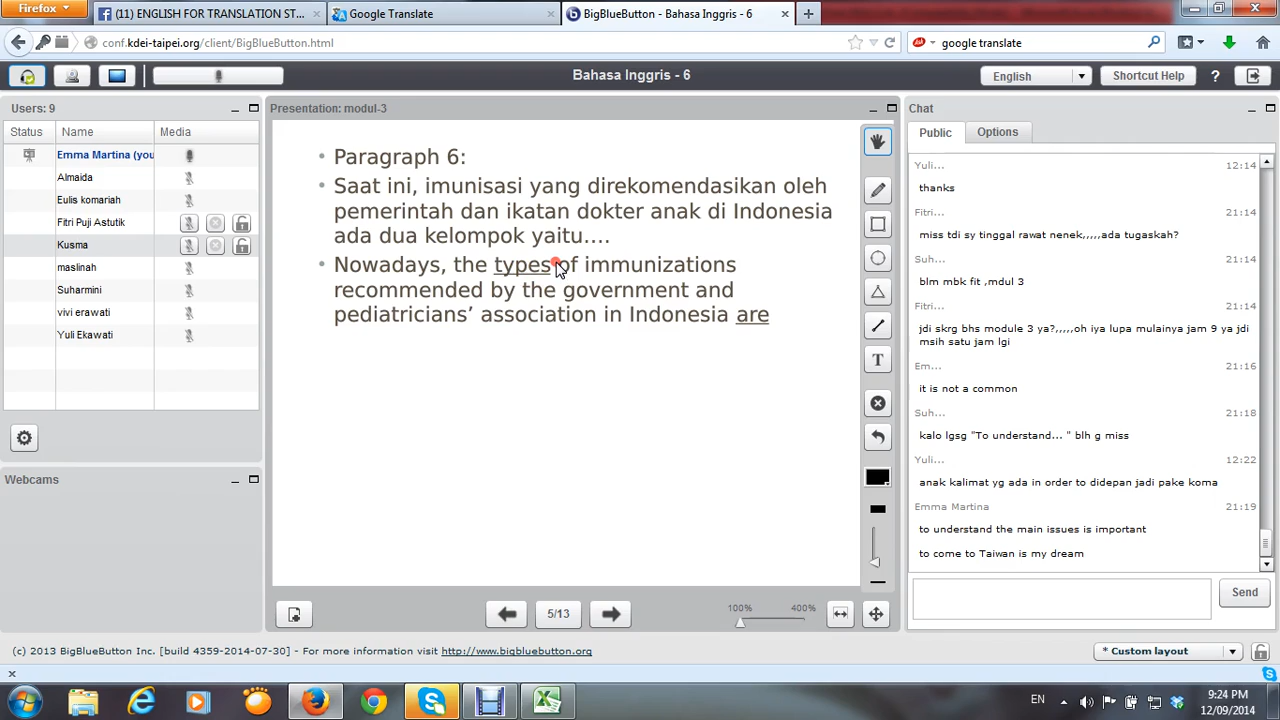 Firefox
(11) ENGLISH FOR TRANSLATION ST...
Google Translate
BigBlueButton - Bahasa Inggris - 6
conf.kdei-taipei.org/client/BigBlueButton.html
google translate
Bahasa Inggris - 6
English
Shortcut Help
?
Users: 9
Status Name Media
Emma Martina (you
Almaida
Eulis komariah
Fitri Puji Astutik
Kusma
maslinah
Suharmini
vivi erawati
Yuli Ekawati
Webcams
Presentation: modul-3
• Paragraph 6:
• Saat ini, imunisasi yang direkomendasikan oleh
pemerintah dan ikatan dokter anak di Indonesia
ada dua kelompok yaitu....
• Nowadays, the types of immunizations
recommended by the government and
pediatricians’ association in Indonesia are
T
5/13
100% 400%
Chat
Public Options
Yuli... 12:14
thanks
Fitri... 21:14
miss tdi sy tinggal rawat nenek,,,,,ada tugaskah?
Suh... 21:14
blm mbk fit ,mdul 3
Fitri... 21:14
jdi skrg bhs module 3 ya?,,,,,oh iya lupa mulainya jam 9 ya jdi
msih satu jam lgi
Em... 21:16
it is not a common
Suh... 21:18
kalo lgsg "To understand... " blh g miss
Yuli... 12:22
anak kalimat yg ada in order to didepan jadi pake koma
Emma Martina 21:19
to understand the main issues is important
to come to Taiwan is my dream
Send
(c) 2013 BigBlueButton Inc. [build 4359-2014-07-30] - For more information visit http://www.bigbluebutton.org
* Custom layout
EN
9:24 PM
12/09/2014